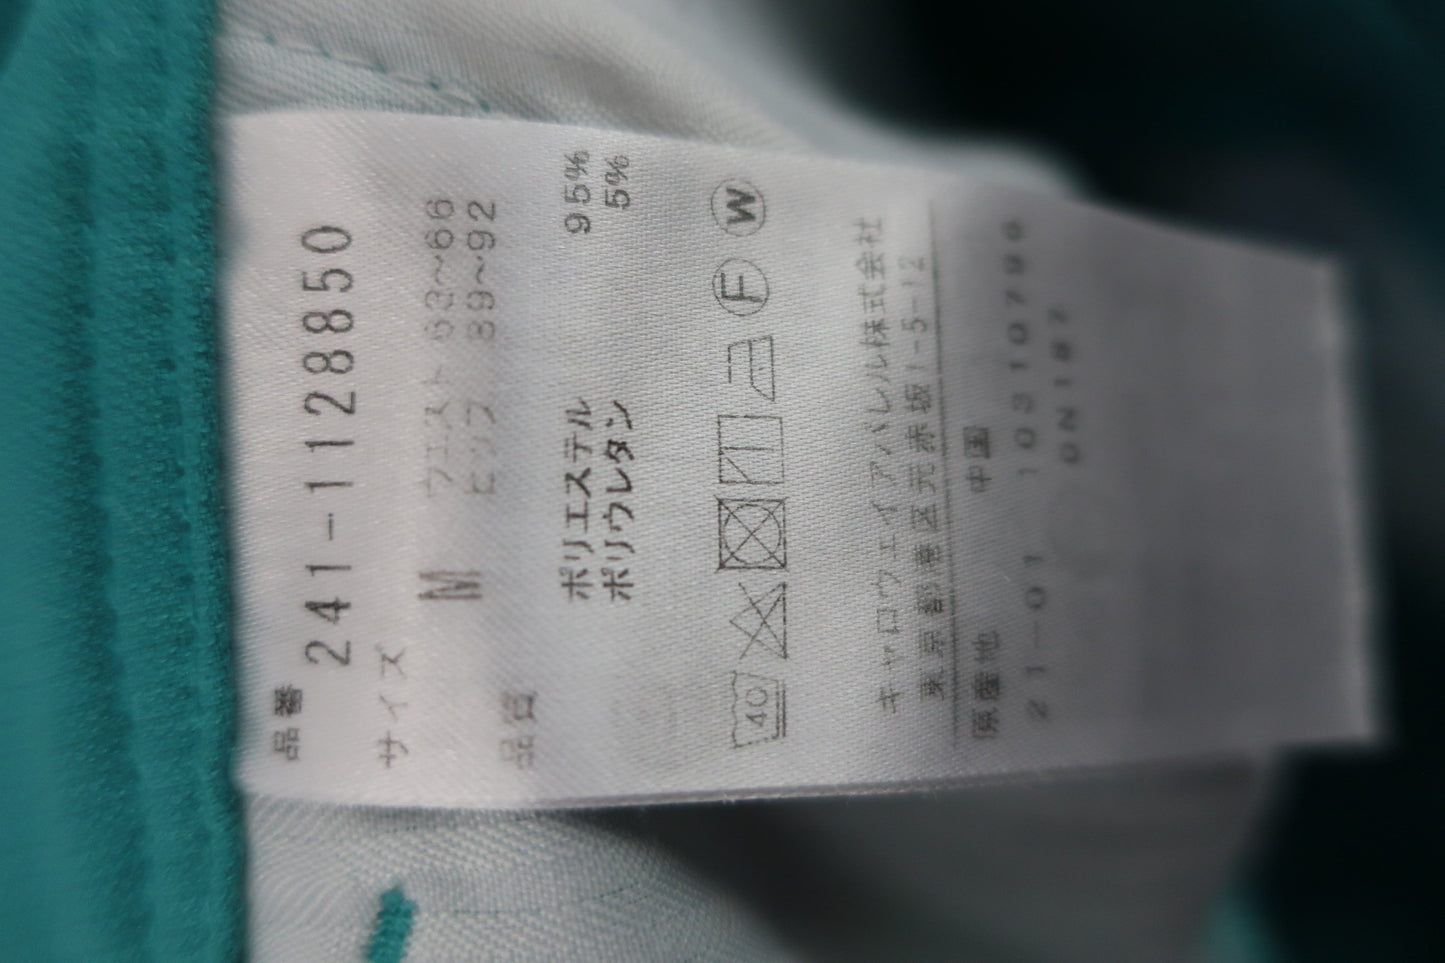 品番
241-112850
サイズ
M ウエスト 63~66
ヒップ 89~92
品質
ポリエステル 95%
ポリウレタン 5%
40 F W
キャロウェイアパレル株式会社
東京都港区元赤坂1-5-12
原産地 中国
21-01 10310790